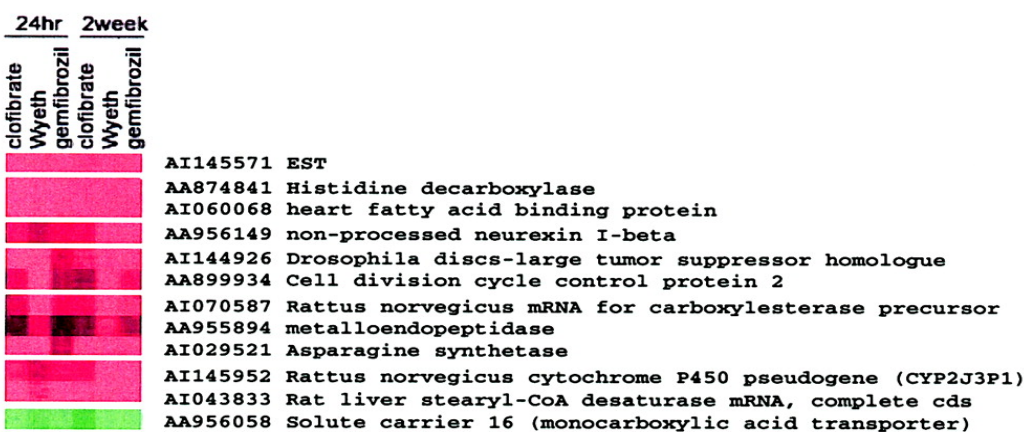 24hr 2week
clofibrate
Wyeth
gemfibrozil
clofibrate
Wyeth
gemfibrozil
AI145571 EST
AA874841 Histidine decarboxylase
AI060068 heart fatty acid binding protein
AA956149 non-processed neurexin I-beta
AI144926 Drosophila discs-large tumor suppressor homologue
AA899934 Cell division cycle control protein 2
AI070587 Rattus norvegicus mRNA for carboxylesterase precursor
AA955894 metalloendopeptidase
AI029521 Asparagine synthetase
AI145952 Rattus norvegicus cytochrome P450 pseudogene (CYP2J3P1)
AI043833 Rat liver stearyl-CoA desaturase mRNA, complete cds
AA956058 Solute carrier 16 (monocarboxylic acid transporter)